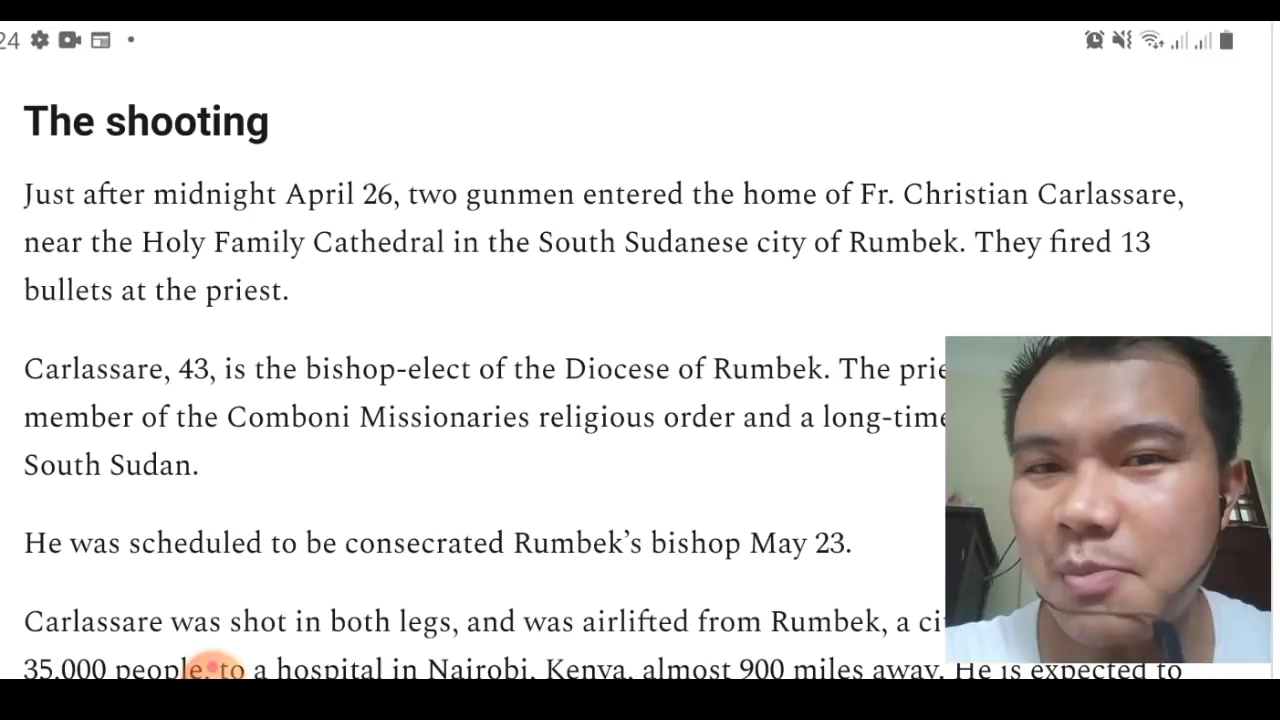 24
The shooting
Just after midnight April 26, two gunmen entered the home of Fr. Christian Carlassare,
near the Holy Family Cathedral in the South Sudanese city of Rumbek. They fired 13
bullets at the priest.
Carlassare, 43, is the bishop-elect of the Diocese of Rumbek. The
member of the Comboni Missionaries religious order and a long-time
South Sudan.
He was scheduled to be consecrated Rumbek’s bishop May 23.
Carlassare was shot in both legs, and was airlifted from Rumbek, a
35,000 people, to a hospital in Nairobi, Kenya, almost 900 miles away. He is expected to